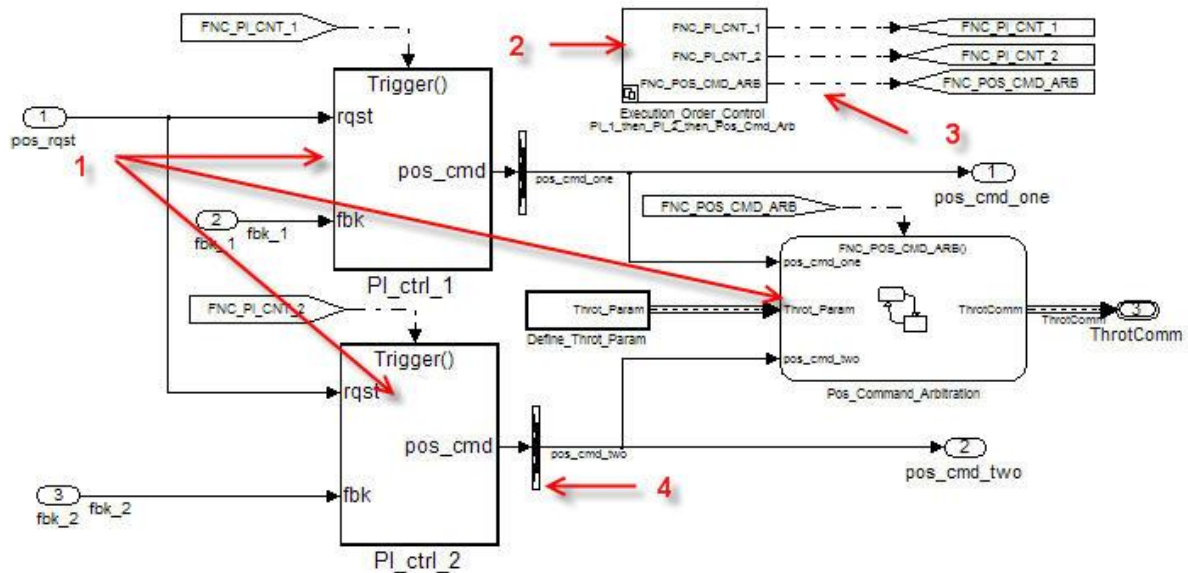 FNC_PI_CNT_1
2
FNC_PI_CNT_1
FNC_PI_CNT_2
FNC_POS_CMD_ARB
FNC_PI_CNT_1
FNC_PI_CNT_2
FNC_POS_CMD_ARB
Execution_Order_Control
PI_1_then_PI_2_then_Pos_Cmd_Arb
3
Trigger()
rqst
pos_cmd
fbk
PI_ctrl_1
1
pos_rqst
1
2
fbk_1
fbk_1
pos_cmd_one
1
pos_cmd_one
FNC_POS_CMD_ARB
FNC_POS_CMD_ARB()
pos_cmd_one
Throt_Param
pos_cmd_two
ThrotComm
Pos_Command_Arbitration
ThrotComm
3
ThrotComm
Throt_Param
Define_Throt_Param
FNC_PI_CNT_2
Trigger()
rqst
pos_cmd
fbk
PI_ctrl_2
pos_cmd_two
4
2
pos_cmd_two
3
fbk_2
fbk_2